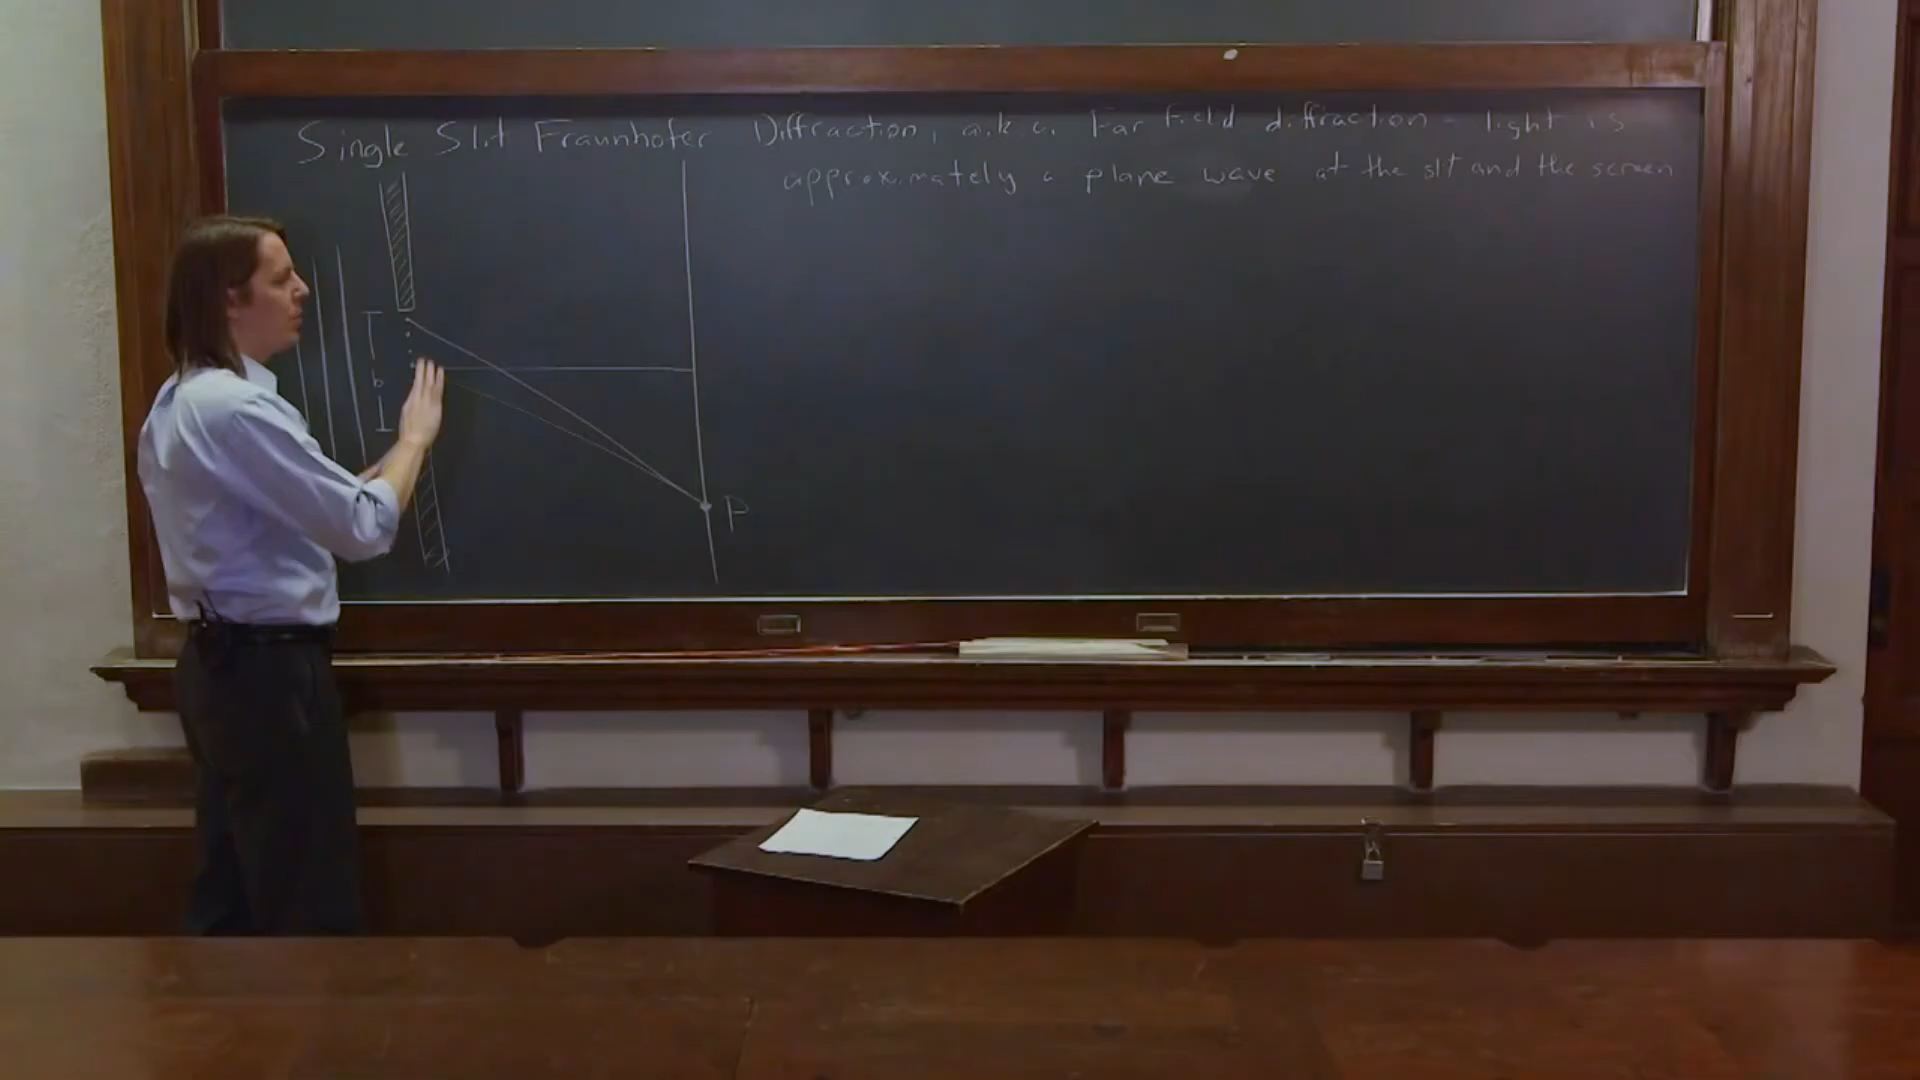 Single Slit Fraunhofer Diffraction, a.k.a. Far field diffraction - light is
approximately a plane wave at the slit and the screen
b
P